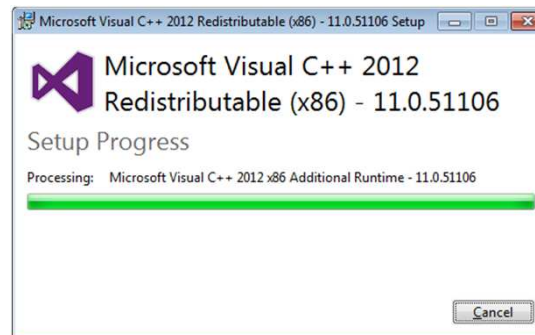 Microsoft Visual C++ 2012 Redistributable (x86) - 11.0.51106 Setup
Microsoft Visual C++ 2012
Redistributable (x86) - 11.0.51106
Setup Progress
Processing: Microsoft Visual C++ 2012 x86 Additional Runtime - 11.0.51106
Cancel